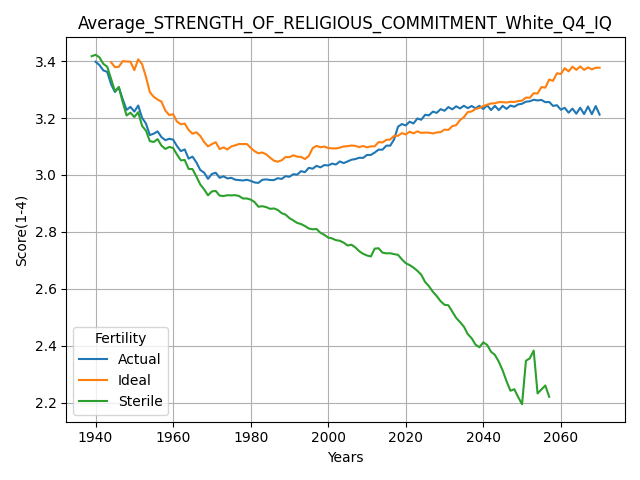 Average_STRENGTH_OF_RELIGIOUS_COMMITMENT_White_Q4_IQ
3.4
3.2
3.0
2.8
2.6
2.4
2.2
Score(1-4)
Fertility
Actual
Ideal
Sterile
1940 1960 1980 2000 2020 2040 2060
Years